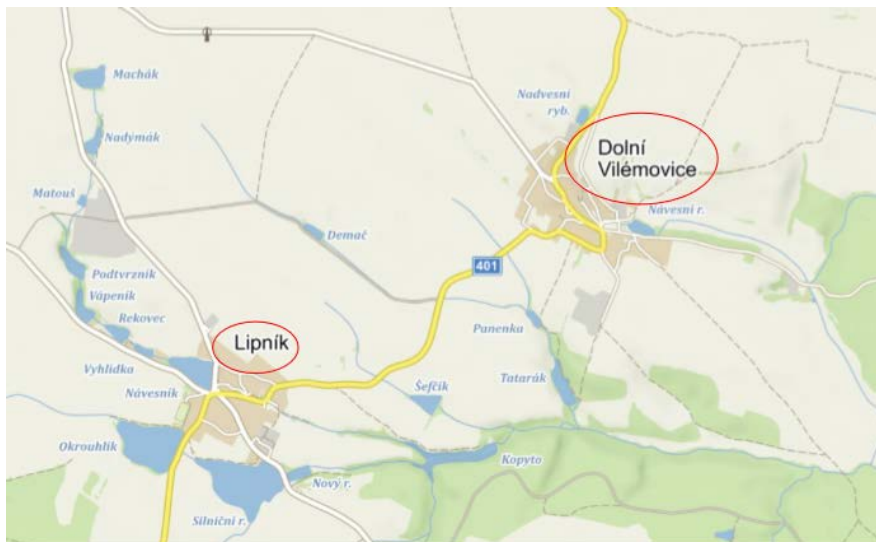 Machák
Nadýmák
Nadvesní
ryb.
Dolní
Vilémovice
Matouš
Návesní r.
Demač
401
Podtvrzník
Vápeník
Rekovec
Panenka
Lipník
Vyhlídka
Tatarák
Šefčík
Návesník
Okrouhlík
Kopyto
Nový r.
Silniční r.